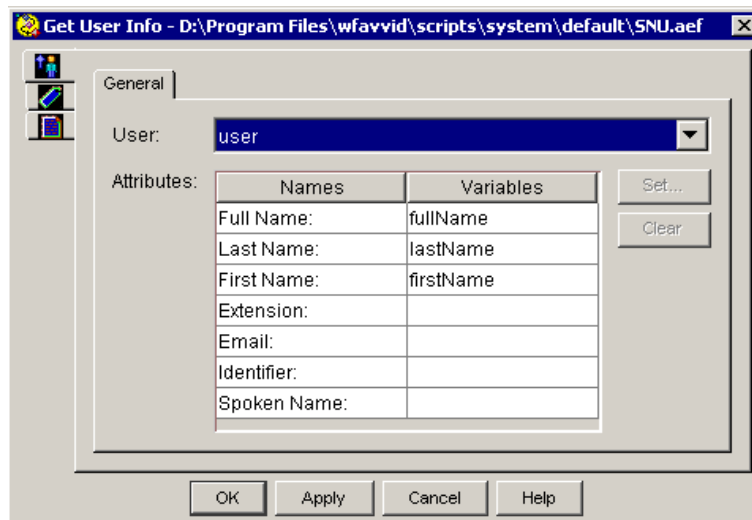 Get User Info - D:\Program Files\wfavvid\scripts\system\default\SNU.aef
General
User: user
Attributes: Names Variables Set...
Full Name: fullName Clear
Last Name: lastName
First Name: firstName
Extension:
Email:
Identifier:
Spoken Name:
OK Apply Cancel Help